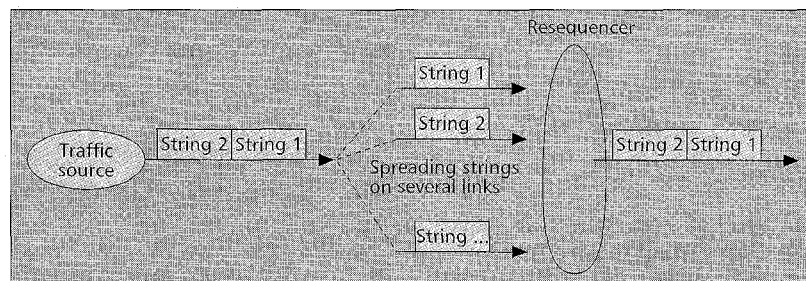 Resequencer
String 1
String 2
String 2 String 1
Traffic
source
Spreading strings
on several links
String 2 String 1
String ...